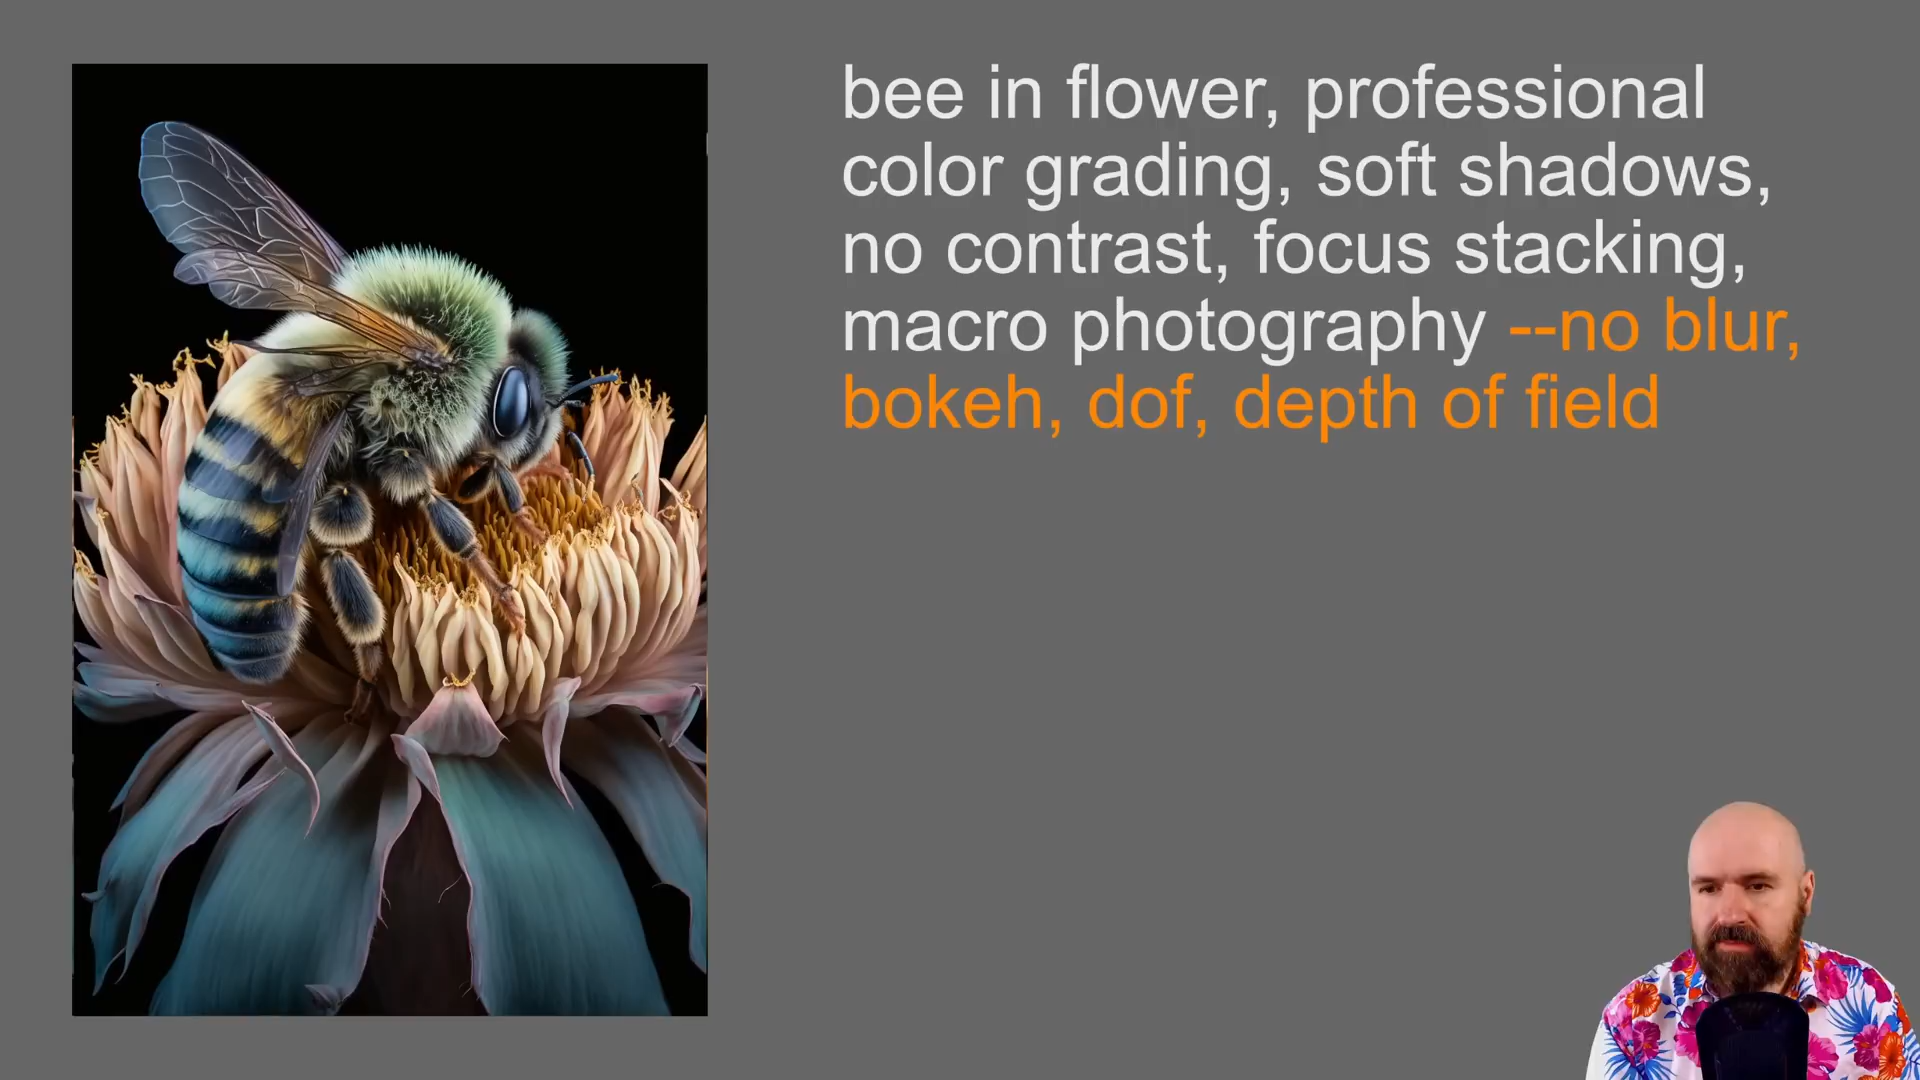 bee in flower, professional
color grading, soft shadows,
no contrast, focus stacking,
macro photography --no blur,
bokeh, dof, depth of field